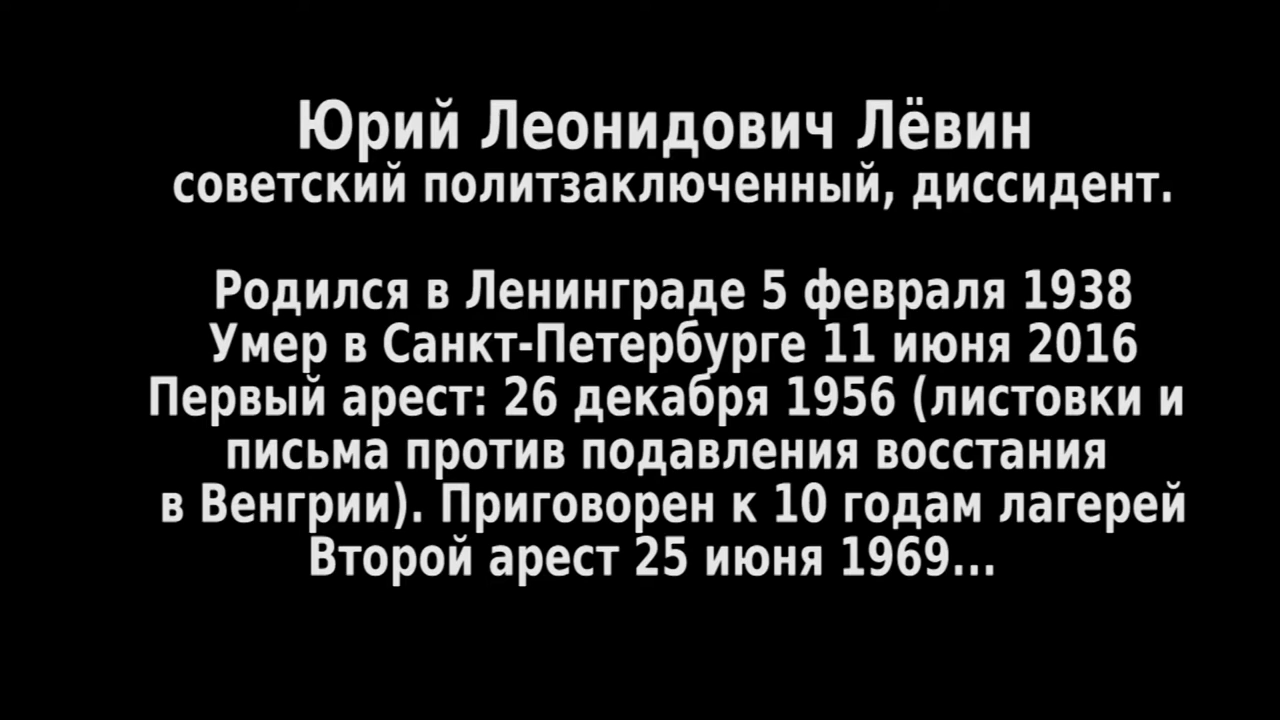 Юрий Леонидович Лёвин
советский политзаключенный, диссидент.
Родился в Ленинграде 5 февраля 1938
Умер в Санкт-Петербурге 11 июня 2016
Первый арест: 26 декабря 1956 (листовки и
письма против подавления восстания
в Венгрии). Приговорен к 10 годам лагерей
Второй арест 25 июня 1969...